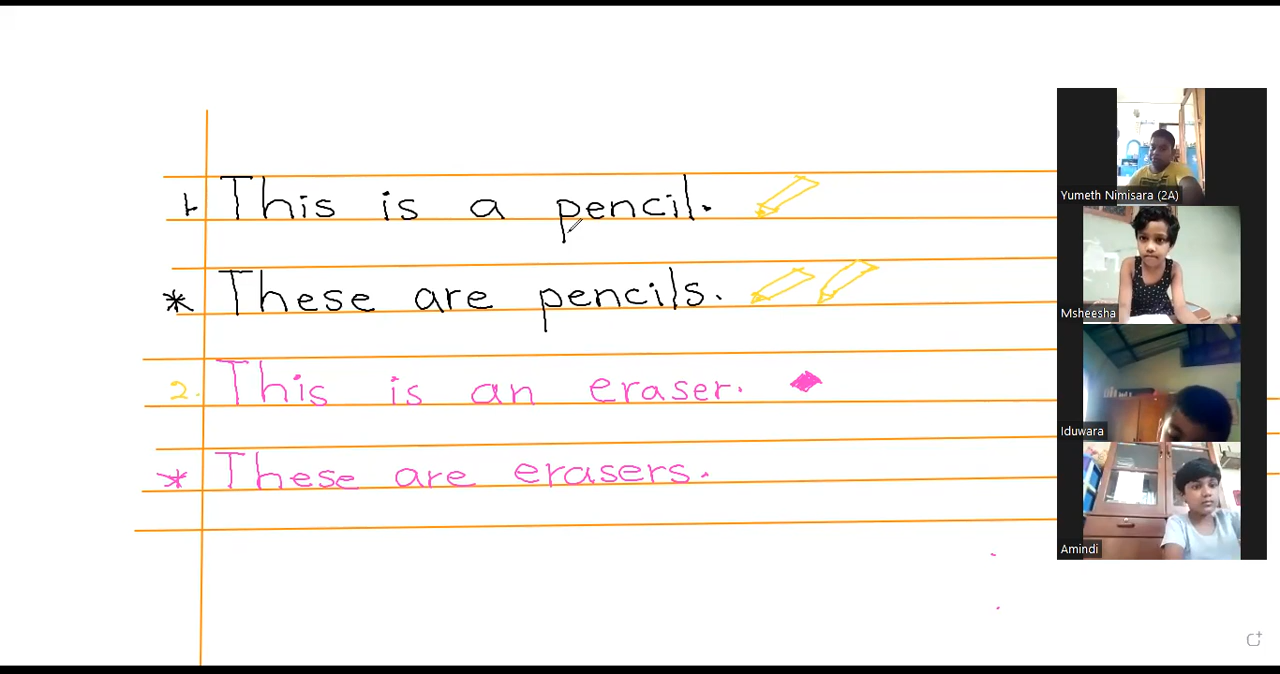 1. This is a pencil.
* These are pencils.
2. This is an eraser.
* These are erasers.
Yumeth Nimisara (2A)
Msheesha
Iduwara
Amindi